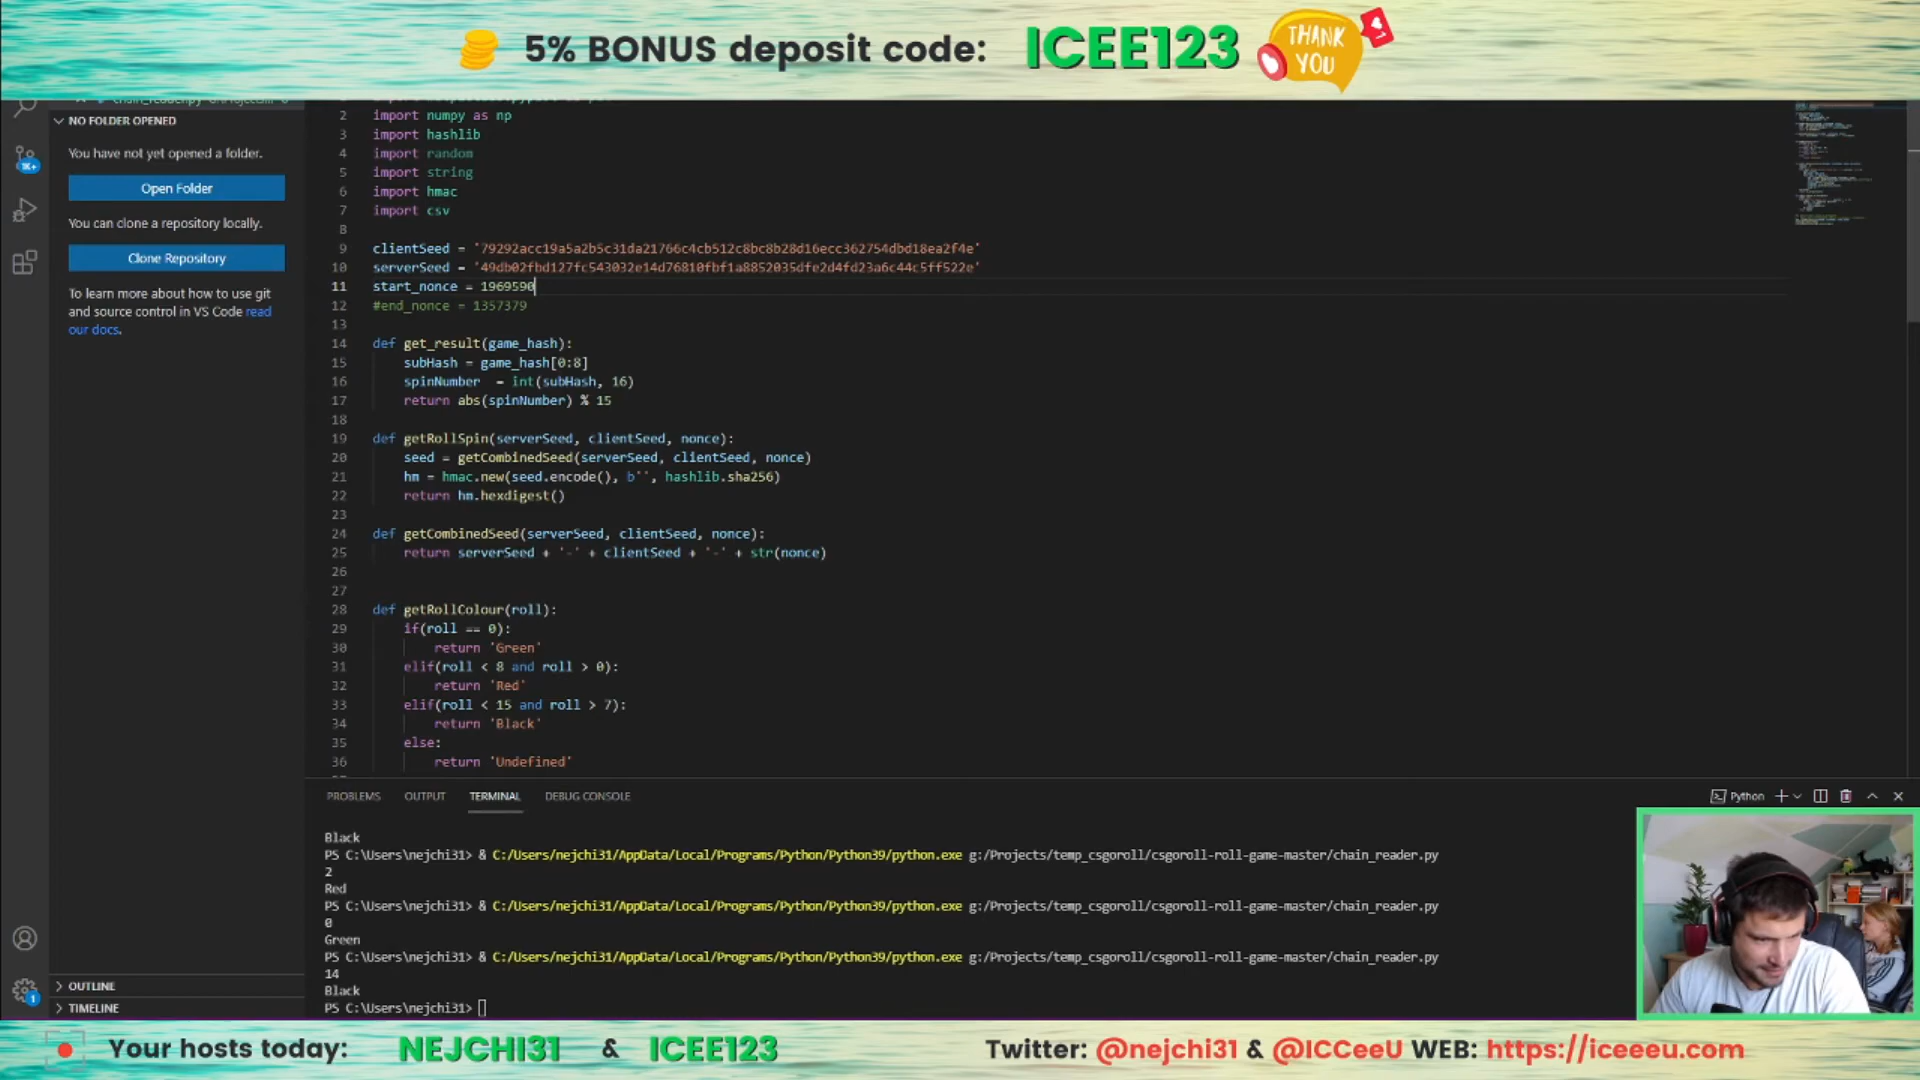 5% BONUS deposit code: ICEE123 THANK YOU
NO FOLDER OPENED
You have not yet opened a folder.
Open Folder
You can clone a repository locally.
Clone Repository
To learn more about how to use git
and source control in VS Code read
our docs.
OUTLINE
TIMELINE
2 import numpy as np
3 import hashlib
4 import random
5 import string
6 import hmac
7 import csv
8
9 clientSeed = '79292acc19a5a2b5c31da21766c4cb512c8bc8b28d16ecc362754dbd18ea2f4e'
10 serverSeed = '49db02fbd127fc543032e14d76810fbf1a8852035dfe2d4fd23a6c44c5ff522e'
11 start_nonce = 1969590
12 #end_nonce = 1357379
13
14 def get_result(game_hash):
15 subHash = game_hash[0:8]
16 spinNumber = int(subHash, 16)
17 return abs(spinNumber) % 15
18
19 def getRollSpin(serverSeed, clientSeed, nonce):
20 seed = getCombinedSeed(serverSeed, clientSeed, nonce)
21 hm = hmac.new(seed.encode(), b'', hashlib.sha256)
22 return hm.hexdigest()
23
24 def getCombinedSeed(serverSeed, clientSeed, nonce):
25 return serverSeed + '-' + clientSeed + '-' + str(nonce)
26
27
28 def getRollColour(roll):
29 if(roll == 0):
30 return 'Green'
31 elif(roll < 8 and roll > 0):
32 return 'Red'
33 elif(roll < 15 and roll > 7):
34 return 'Black'
35 else:
36 return 'Undefined'
PROBLEMS OUTPUT TERMINAL DEBUG CONSOLE Python
Black
PS C:\Users\nejchi31> & C:/Users/nejchi31/AppData/Local/Programs/Python/Python39/python.exe g:/Projects/temp_csgoroll/csgoroll-roll-game-master/chain_reader.py
2
Red
PS C:\Users\nejchi31> & C:/Users/nejchi31/AppData/Local/Programs/Python/Python39/python.exe g:/Projects/temp_csgoroll/csgoroll-roll-game-master/chain_reader.py
0
Green
PS C:\Users\nejchi31> & C:/Users/nejchi31/AppData/Local/Programs/Python/Python39/python.exe g:/Projects/temp_csgoroll/csgoroll-roll-game-master/chain_reader.py
14
Black
PS C:\Users\nejchi31>
Your hosts today: NEJCHI31 & ICEE123 Twitter: @nejchi31 & @ICCeeU WEB: https://iceeeu.com